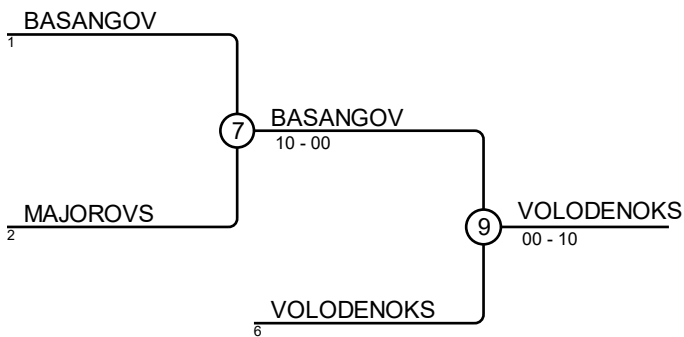 BASANGOV
1
7
BASANGOV
10 - 00
MAJOROVS
2
9
VOLODENOKS
00 - 10
VOLODENOKS
6